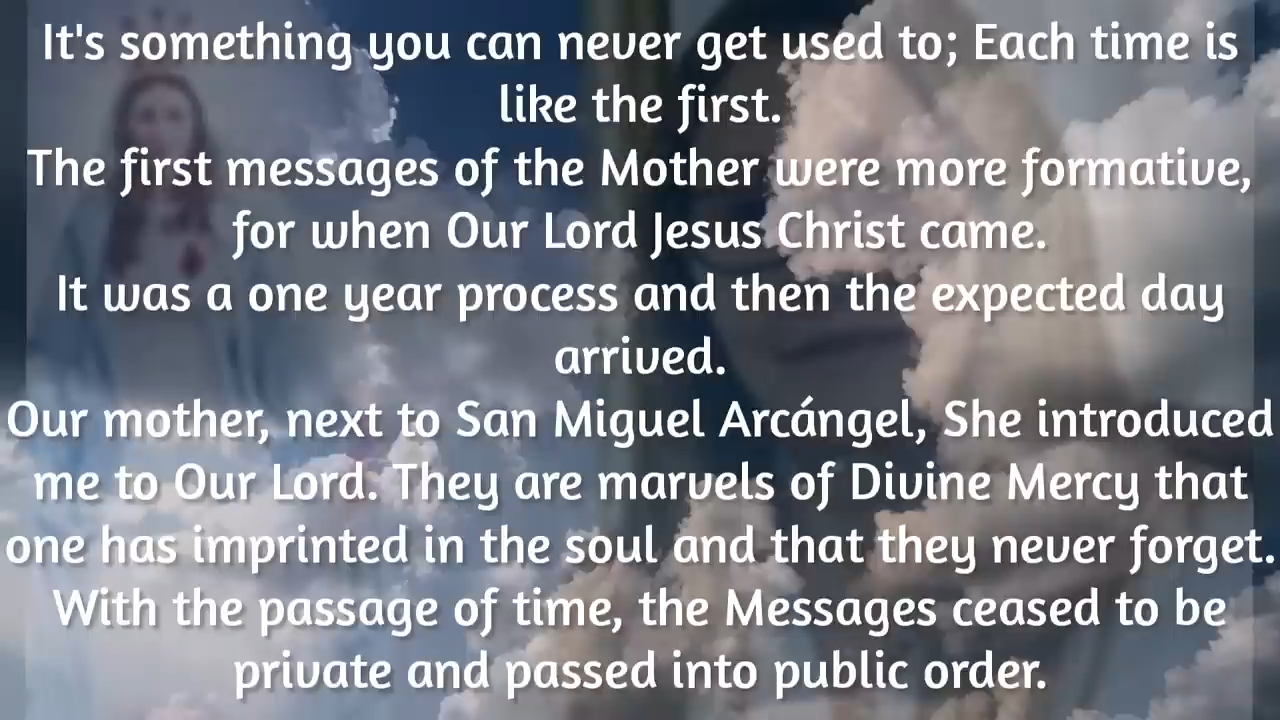 It's something you can never get used to; Each time is
like the first.
The first messages of the Mother were more formative,
for when Our Lord Jesus Christ came.
It was a one year process and then the expected day
arrived.
Our mother, next to San Miguel Arcángel, She introduced
me to Our Lord. They are marvels of Divine Mercy that
one has imprinted in the soul and that they never forget.
With the passage of time, the Messages ceased to be
private and passed into public order.